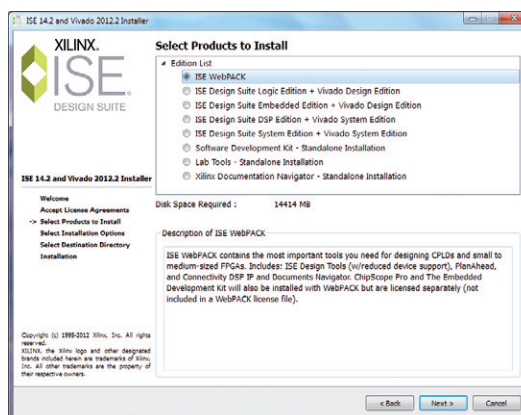 ISE 14.2 and Vivado 2012.2 Installer
XILINX
ISE
DESIGN SUITE
ISE 14.2 and Vivado 2012.2 Installer
Welcome
Accept License Agreements
-> Select Products to Install
Select Installation Options
Select Destination Directory
Installation
Copyright (c) 1995-2012 Xilinx, Inc. All rights
reserved.
XILINX, the Xilinx logo and other designated
brands included herein are trademarks of Xilinx,
Inc. All other trademarks are the property of
their respective owners.
Select Products to Install
Edition List
ISE WebPACK
ISE Design Suite Logic Edition + Vivado Design Edition
ISE Design Suite Embedded Edition + Vivado Design Edition
ISE Design Suite DSP Edition + Vivado System Edition
ISE Design Suite System Edition + Vivado System Edition
Software Development Kit - Standalone Installation
Lab Tools - Standalone Installation
Xilinx Documentation Navigator - Standalone Installation
Disk Space Required : 14414 MB
Description of ISE WebPACK
ISE WebPACK contains the most important tools you need for designing CPLDs and small to
medium-sized FPGAs. Includes: ISE Design Tools (w/reduced device support), PlanAhead,
and Connectivity DSP IP and Documents Navigator. ChipScope Pro and The Embedded
Development Kit will also be installed with WebPACK but are licensed separately (not
included in a WebPACK license file).
< Back
Next >
Cancel